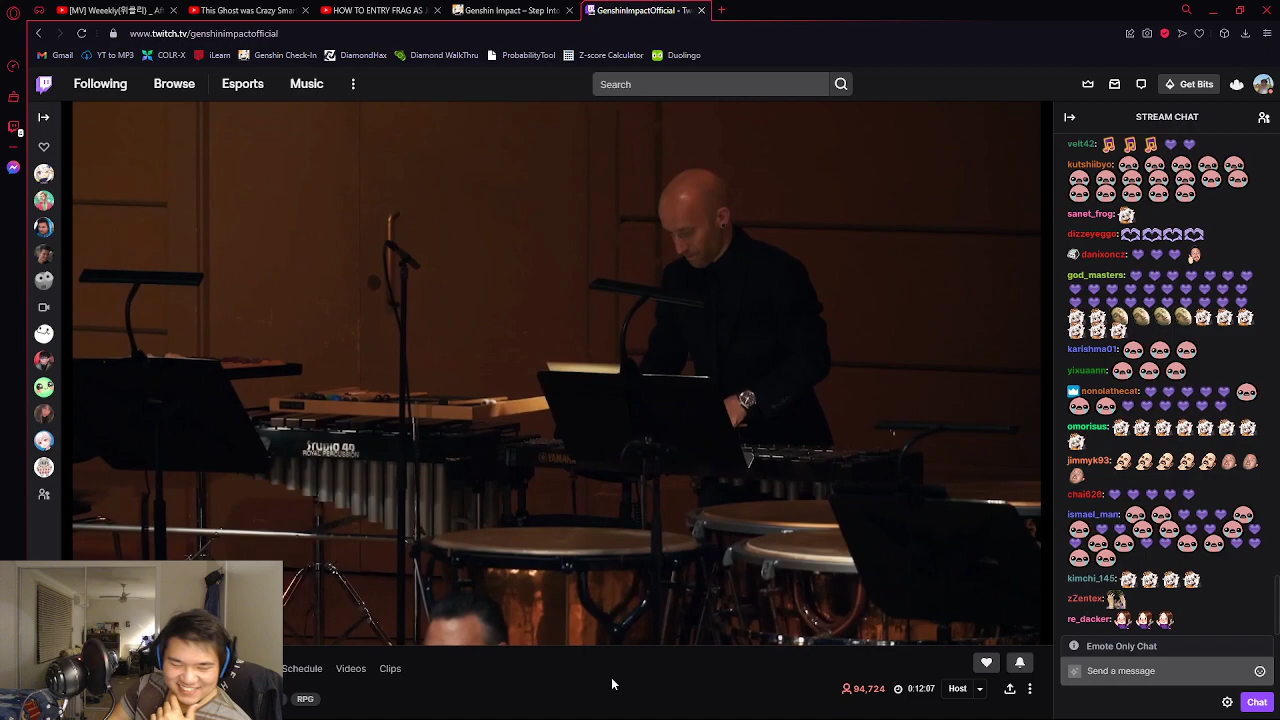 [MV] Weeekly(위클리) _ Aft
This Ghost was Crazy Smar
HOW TO ENTRY FRAG AS J
Genshin Impact – Step Into
GenshinImpactOfficial - Tw
www.twitch.tv/genshinimpactofficial
Gmail YT to MP3 COLR-X iLearn Genshin Check-In DiamondHax Diamond WalkThru ProbabilityTool Z-score Calculator Duolingo
Following Browse Esports Music Search Get Bits
STREAM CHAT
velt42:
kutshiibyo:
sanet_frog:
dizzeyeggo:
danixoncz:
god_masters:
karishma01:
yixuaann:
nonolathecat:
omorisus:
jimmyk93:
chai626:
ismael_man:
kimchi_145:
zZentex:
re_dacker:
STUDIO 49
ROYAL PERCUSSION
YAMAHA
Emote Only Chat
Send a message
Chat
Schedule Videos Clips
RPG
94,724 0:12:07 Host